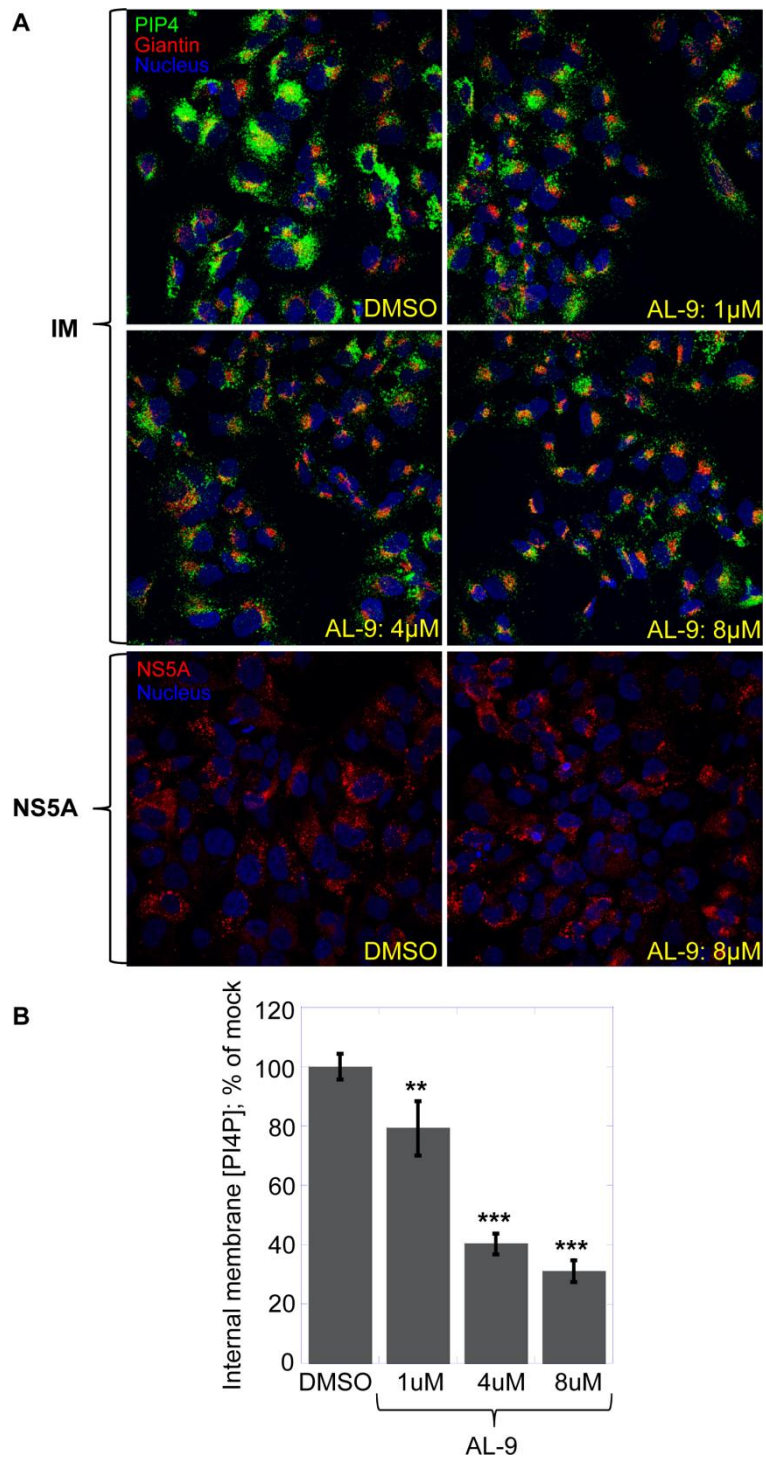 A
PIP4
Giantin
Nucleus
DMSO
AL-9: 1µM
IM
AL-9: 4µM
AL-9: 8µM
NS5A
Nucleus
NS5A
DMSO
AL-9: 8µM
B
Internal membrane [PI4P]; % of mock
120
100
80
60
40
20
0
**
***
***
DMSO 1uM 4uM 8uM
AL-9